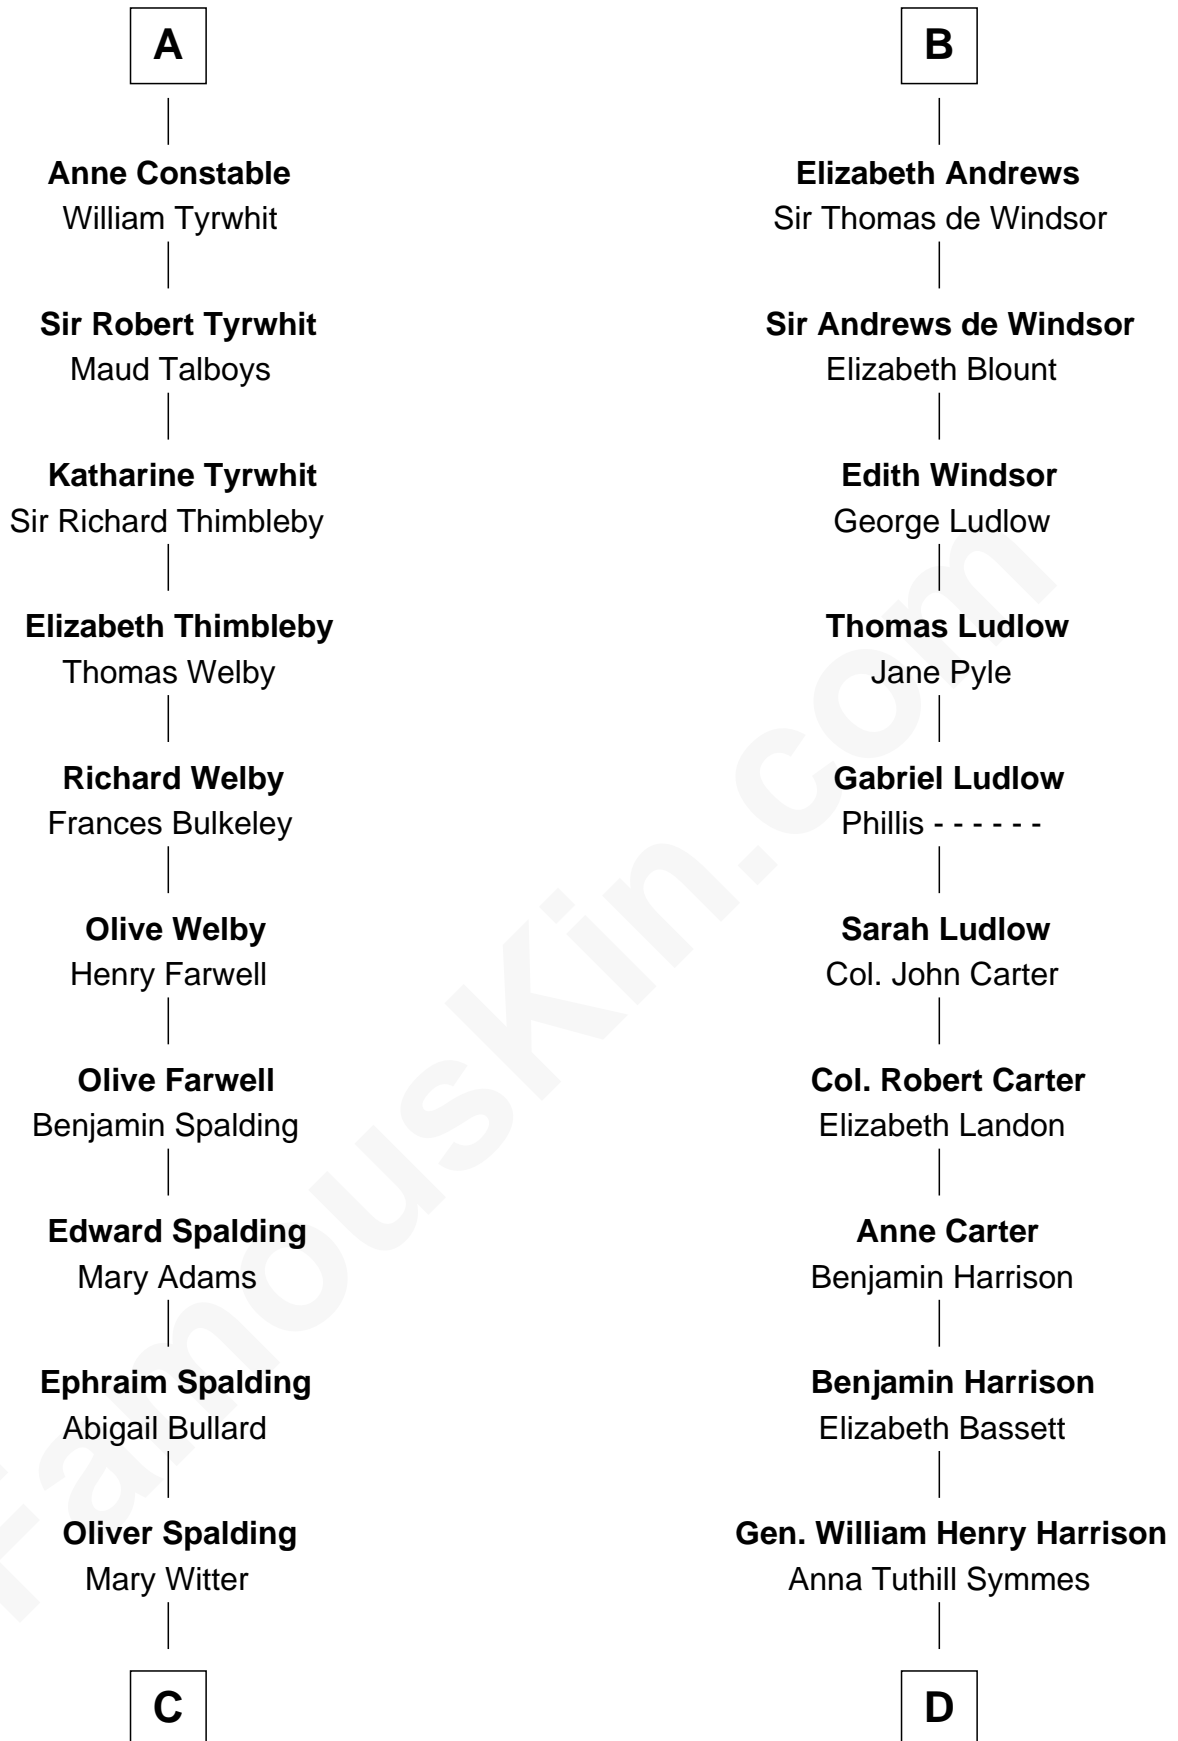 A
Anne Constable
William Tyrwhit
Sir Robert Tyrwhit
Maud Talboys
Katharine Tyrwhit
Sir Richard Thimbleby
Elizabeth Thimbleby
Thomas Welby
Richard Welby
Frances Bulkeley
Olive Welby
Henry Farwell
Olive Farwell
Benjamin Spalding
Edward Spalding
Mary Adams
Ephraim Spalding
Abigail Bullard
Oliver Spalding
Mary Witter
C
B
Elizabeth Andrews
Sir Thomas de Windsor
Sir Andrews de Windsor
Elizabeth Blount
Edith Windsor
George Ludlow
Thomas Ludlow
Jane Pyle
Gabriel Ludlow
Phillis - - - - - -
Sarah Ludlow
Col. John Carter
Col. Robert Carter
Elizabeth Landon
Anne Carter
Benjamin Harrison
Benjamin Harrison
Elizabeth Bassett
Gen. William Henry Harrison
Anna Tuthill Symmes
D
FamousKin.com